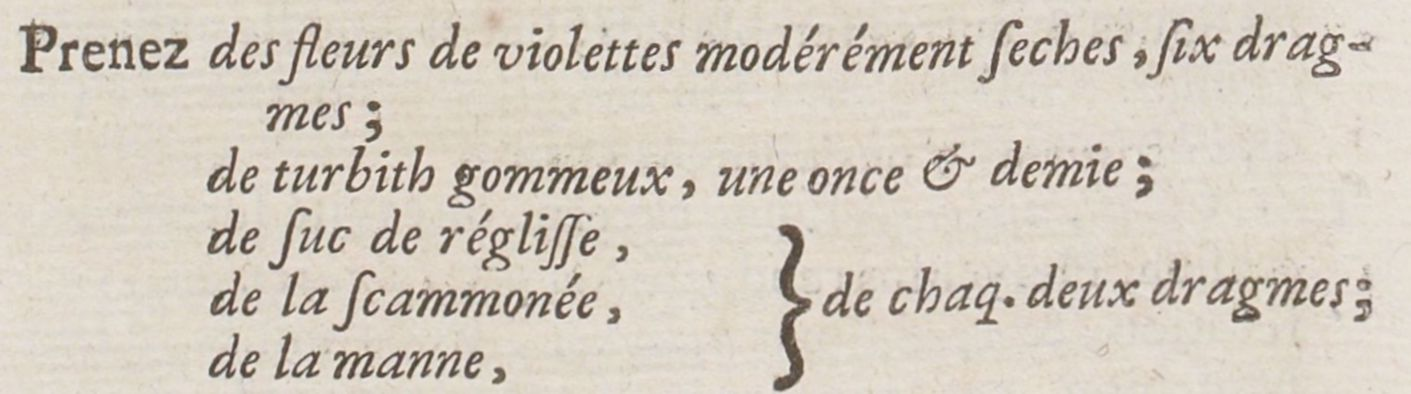 Prenez des fleurs de violettes modérément ſeches, ſix drag-
mes;
de turbith gommeux, une once & demie;
de ſuc de régliſſe,
de la ſcammonée,
de la manne,
} de chaq. deux dragmes;